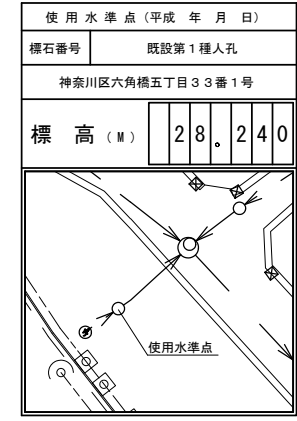 使用水準点(平成 年 月 日)
標石番号 既設第1種人孔
神奈川区六角橋五丁目33番1号
標高(M) 28.240
使用水準点